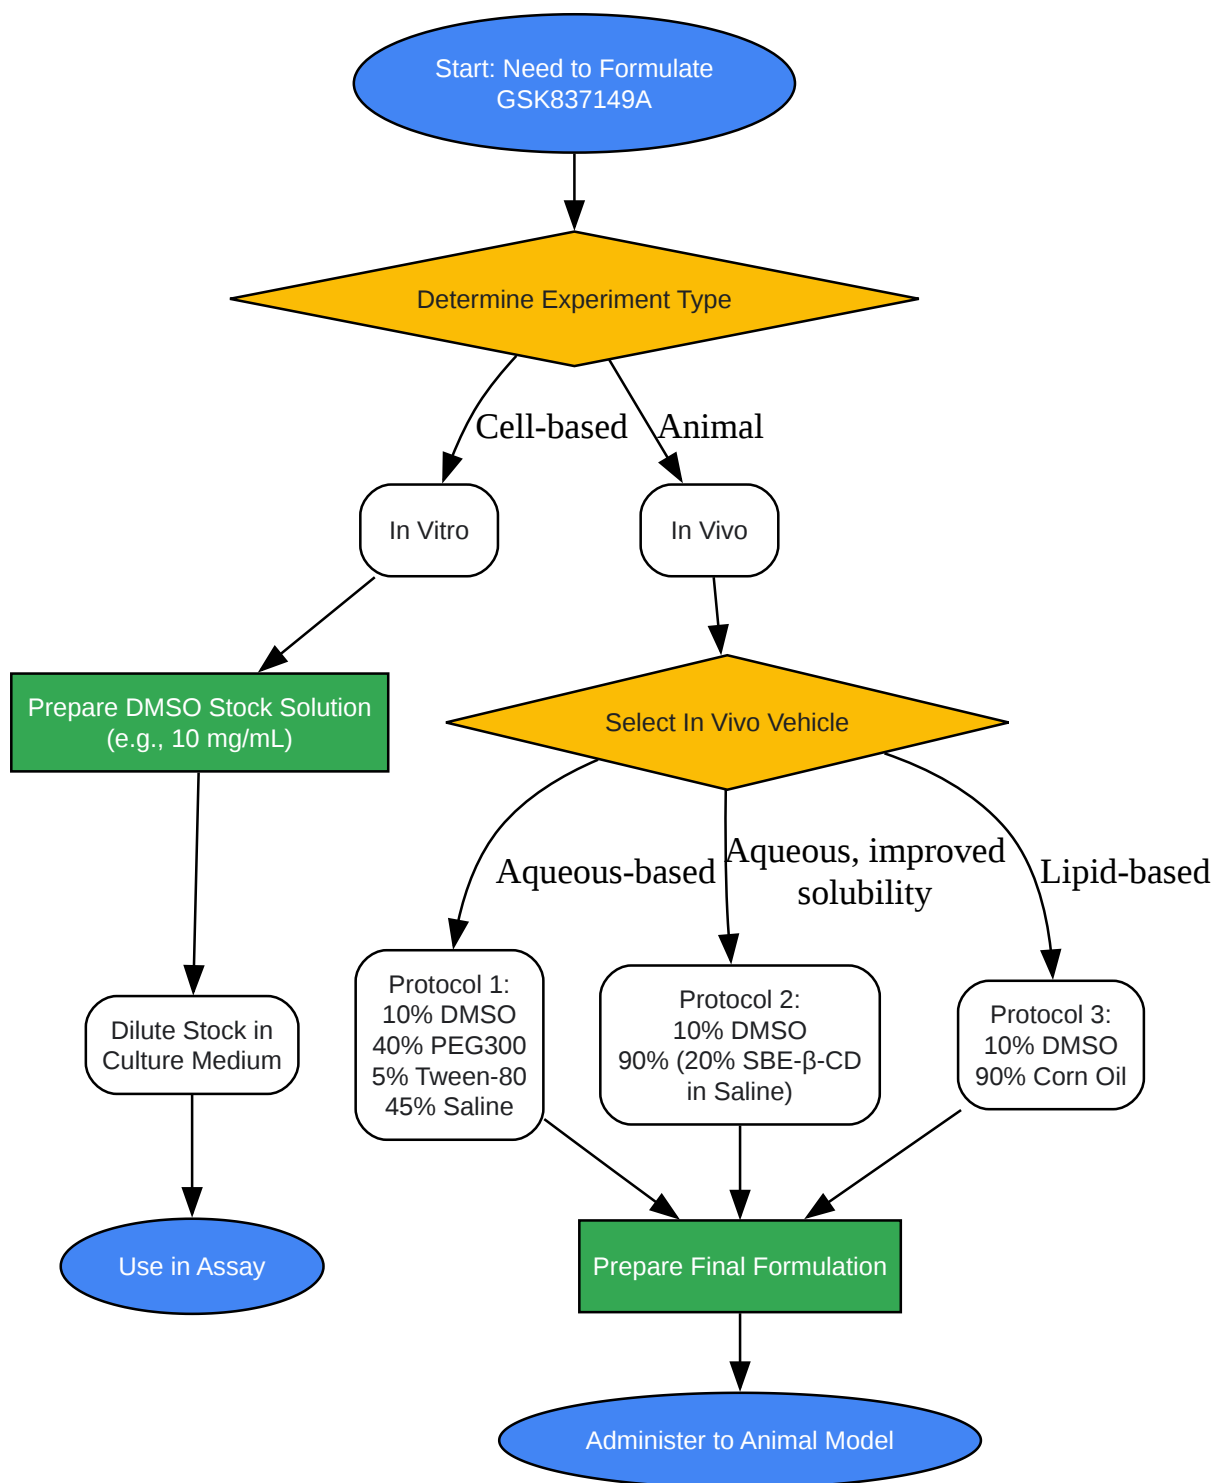 Start: Need to Formulate
GSK837149A
Determine Experiment Type
Cell-based
Animal
In Vitro
In Vivo
Prepare DMSO Stock Solution
(e.g., 10 mg/mL)
Select In Vivo Vehicle
Aqueous-based
Aqueous, improved
solubility
Lipid-based
Dilute Stock in
Culture Medium
Protocol 1:
10% DMSO
40% PEG300
5% Tween-80
45% Saline
Protocol 2:
10% DMSO
90% (20% SBE-β-CD
in Saline)
Protocol 3:
10% DMSO
90% Corn Oil
Use in Assay
Prepare Final Formulation
Administer to Animal Model